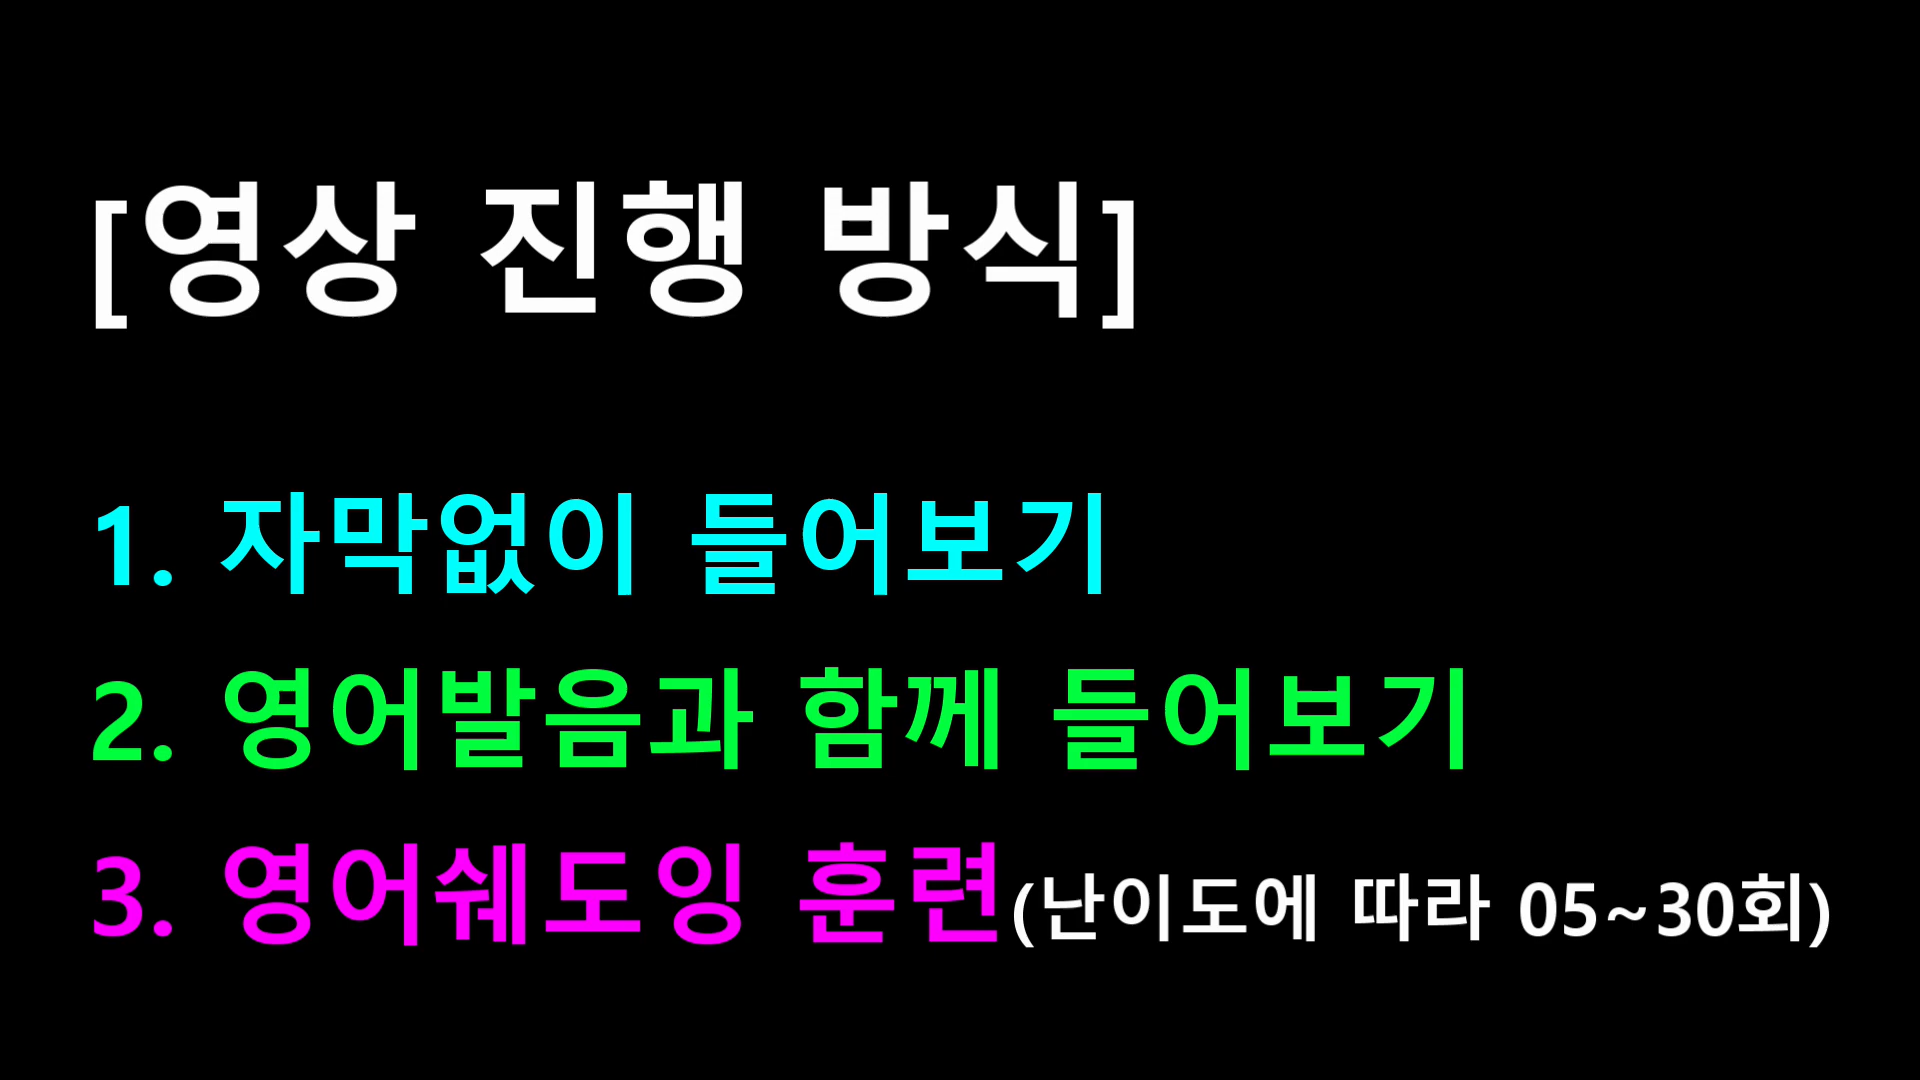 [영상 진행 방식]
1. 자막없이 들어보기
2. 영어발음과 함께 들어보기
3. 영어쉐도잉 훈련(난이도에 따라 05~30회)